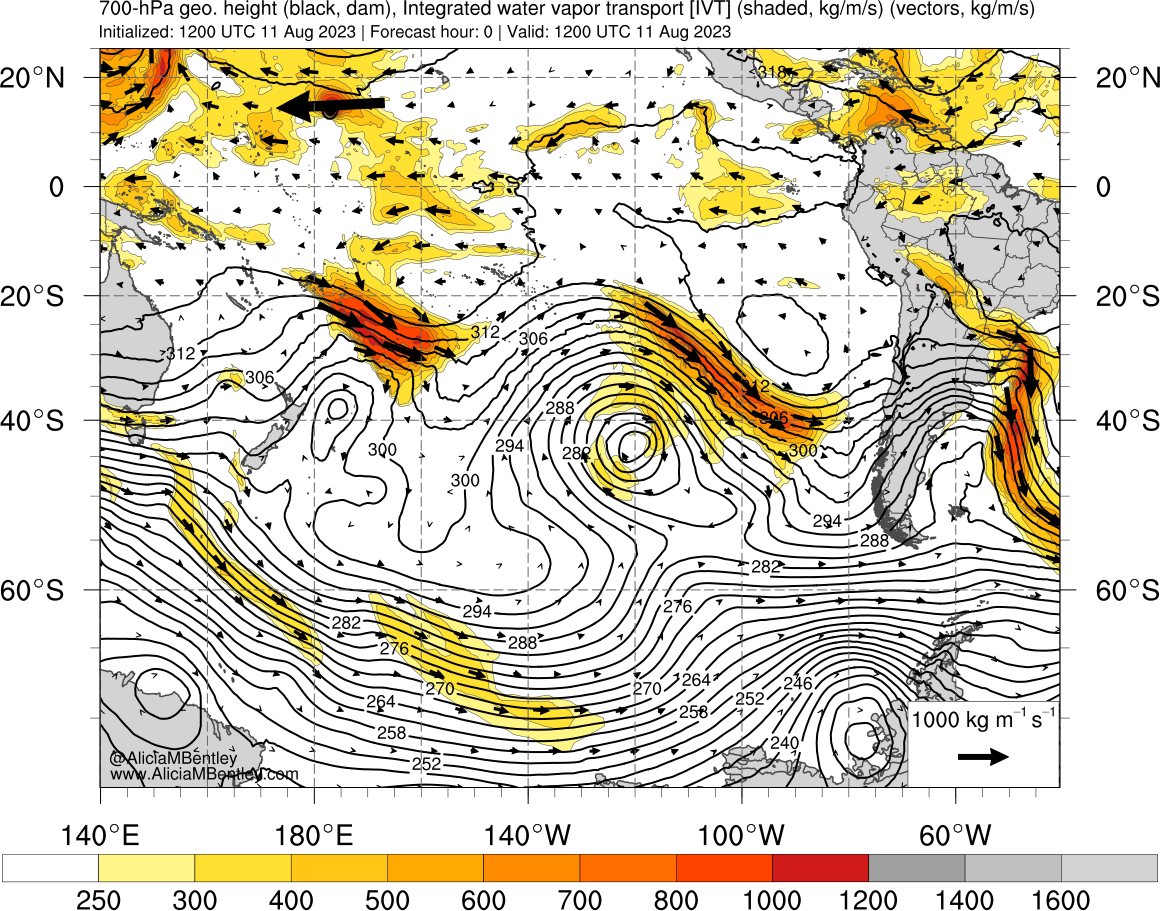 700-hPa geo. height (black, dam), Integrated water vapor transport [IVT] (shaded, kg/m/s) (vectors, kg/m/s)
Initialized: 1200 UTC 11 Aug 2023 | Forecast hour: 0 | Valid: 1200 UTC 11 Aug 2023
318
20°N 20°N
0 0
20°S 20°S
312 306 312
312
306 288 306
40°S 40°S
300 294 282 300
300
294
288
282
60°S 60°S
294 276
282 288
276
270 270 264 246
264 258 252
258 240
252
1000 kg m⁻¹ s⁻¹
@AliciaMBentley
www.AliciaMBentley.com
140°E 180°E 140°W 100°W 60°W
250 300 400 500 600 700 800 1000 1200 1400 1600